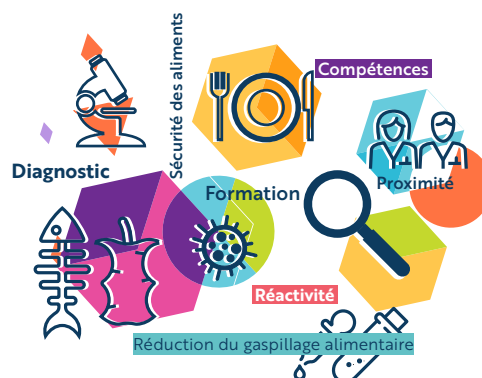 Sécurité des aliments
Compétences
Diagnostic
Proximité
Formation
Réactivité
Réduction du gaspillage alimentaire